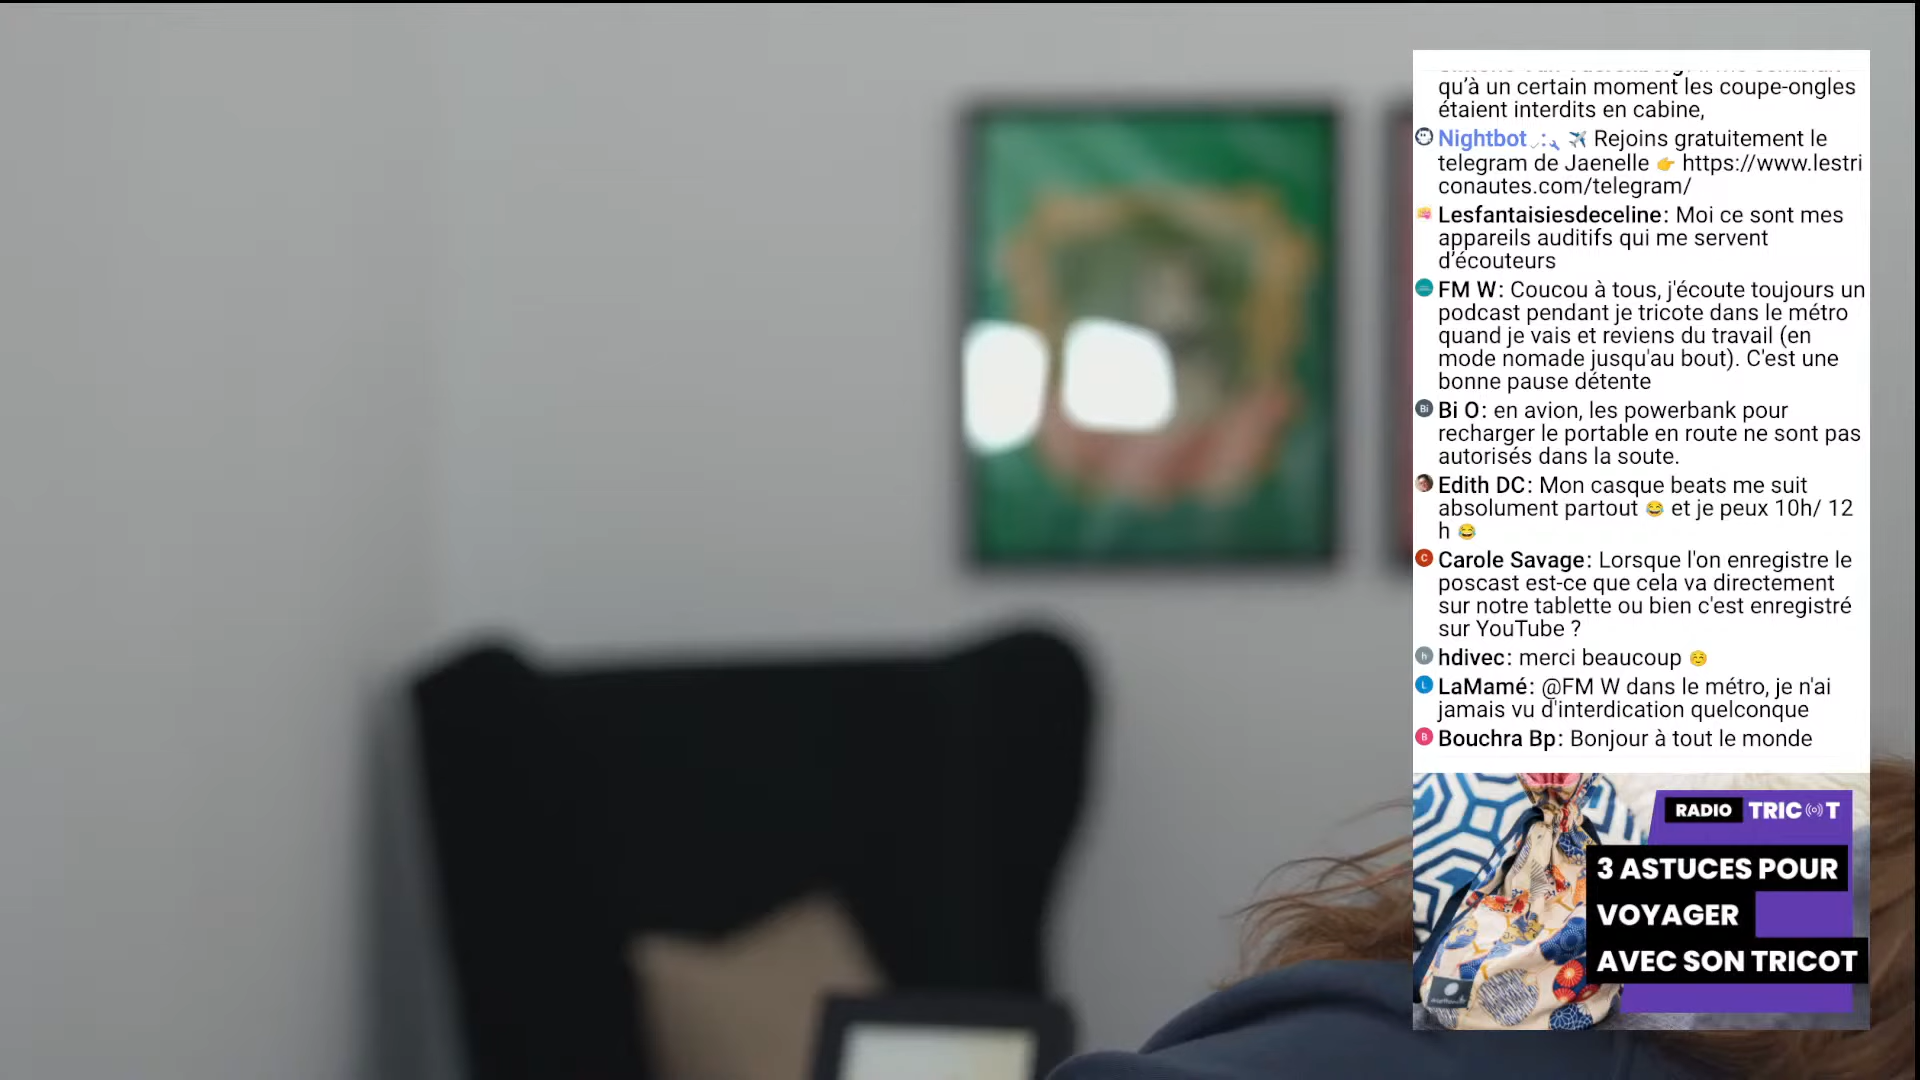 qu'à un certain moment les coupe-ongles
étaient interdits en cabine,
Nightbot ✈️ Rejoins gratuitement le
telegram de Jaenelle 👉 https://www.lestri
conautes.com/telegram/
Lesfantaisiesdeceline: Moi ce sont mes
appareils auditifs qui me servent
d'écouteurs
FM W: Coucou à tous, j'écoute toujours un
podcast pendant je tricote dans le métro
quand je vais et reviens du travail (en
mode nomade jusqu'au bout). C'est une
bonne pause détente
Bi O: en avion, les powerbank pour
recharger le portable en route ne sont pas
autorisés dans la soute.
Edith DC: Mon casque beats me suit
absolument partout 😂 et je peux 10h/ 12
h 😂
Carole Savage: Lorsque l'on enregistre le
poscast est-ce que cela va directement
sur notre tablette ou bien c'est enregistré
sur YouTube ?
hdivec: merci beaucoup ☺️
LaMamé: @FM W dans le métro, je n'ai
jamais vu d'interdication quelconque
Bouchra Bp: Bonjour à tout le monde
RADIO TRICOT
3 ASTUCES POUR
VOYAGER
AVEC SON TRICOT